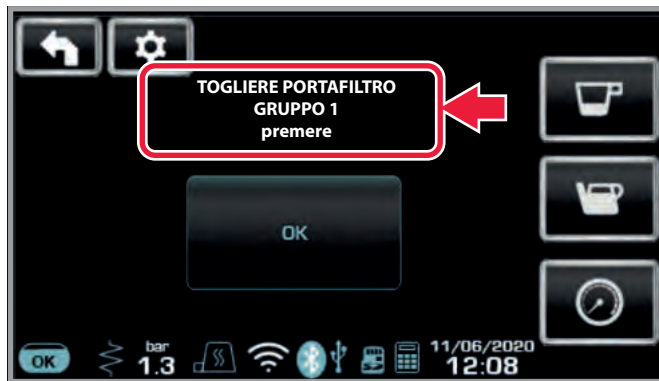 TOGLIERE PORTAFILTRO
GRUPPO 1
premere
OK
OK
bar
1.3
11/06/2020
12:08